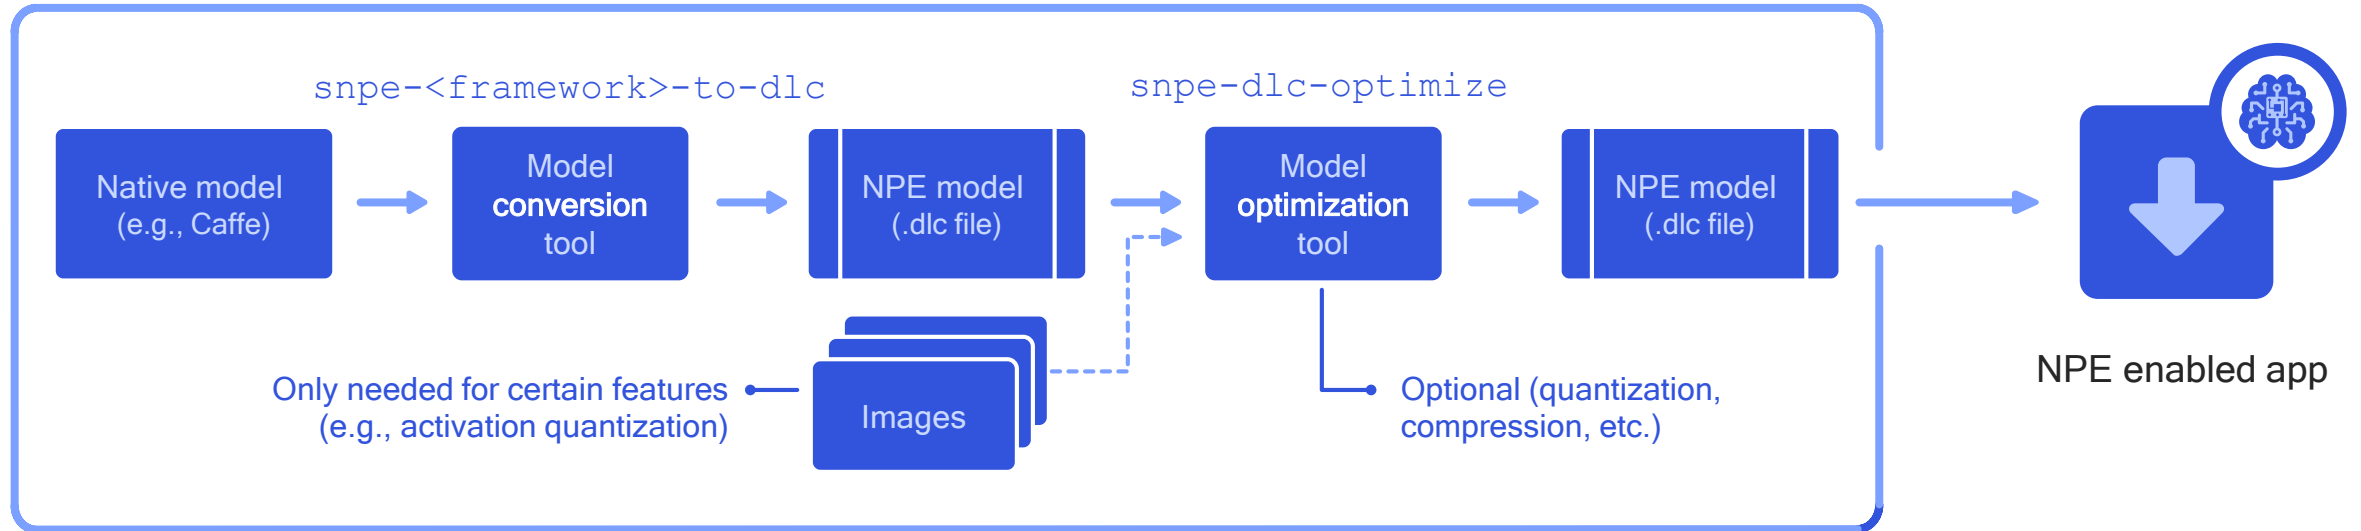 snpe-<framework>-to-dlc
snpe-dlc-optimize
Native model
(e.g., Caffe)
Model
conversion
tool
NPE model
(.dlc file)
Model
optimization
tool
NPE model
(.dlc file)
Only needed for certain features
(e.g., activation quantization)
Images
Optional (quantization,
compression, etc.)
NPE enabled app